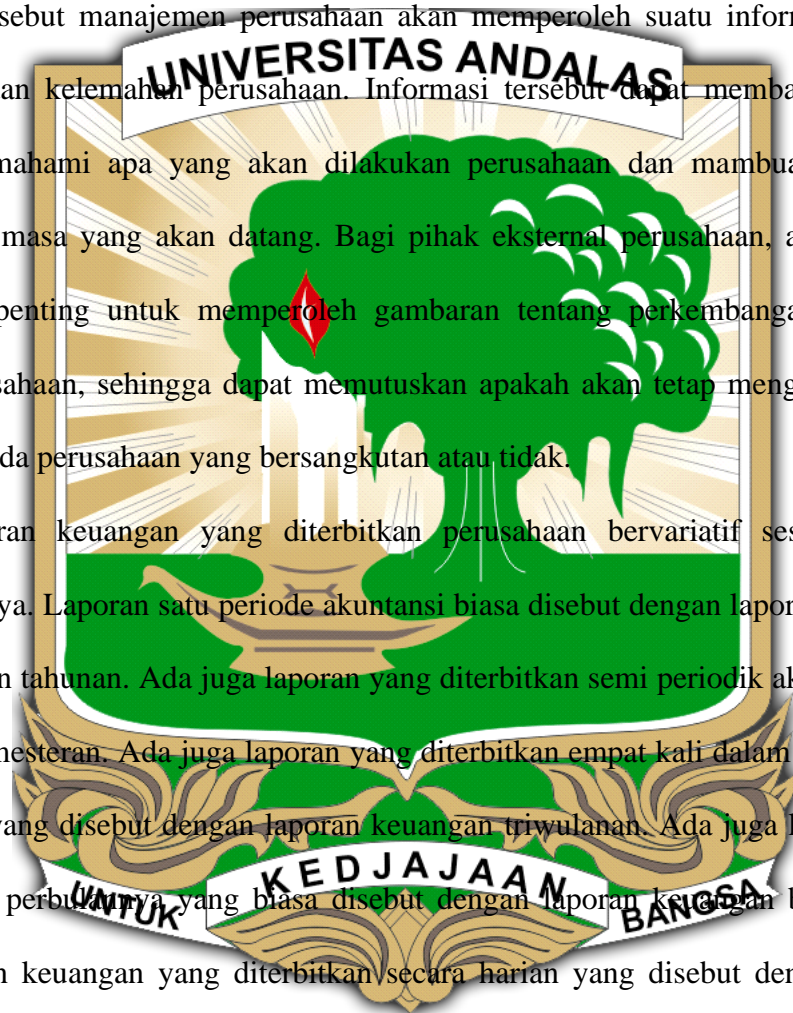 sebut manajemen perusahaan akan memperoleh suatu inform
UNIVERSITAS ANDALAS
an kelemahan perusahaan. Informasi tersebut dapat memba
mahami apa yang akan dilakukan perusahaan dan mambua
masa yang akan datang. Bagi pihak eksternal perusahaan, a
penting untuk memperoleh gambaran tentang perkembanga
sahaan, sehingga dapat memutuskan apakah akan tetap meng
da perusahaan yang bersangkutan atau tidak.
ran keuangan yang diterbitkan perusahaan bervariatif ses
ya. Laporan satu periode akuntansi biasa disebut dengan lapor
n tahunan. Ada juga laporan yang diterbitkan semi periodik ak
nesteran. Ada juga laporan yang diterbitkan empat kali dalam
yang disebut dengan laporan keuangan triwulanan. Ada juga l
perbulannya yang biasa disebut dengan laporan keuangan b
UNTUK KEDJAJAAN BANGSA
n keuangan yang diterbitkan secara harian yang disebut den